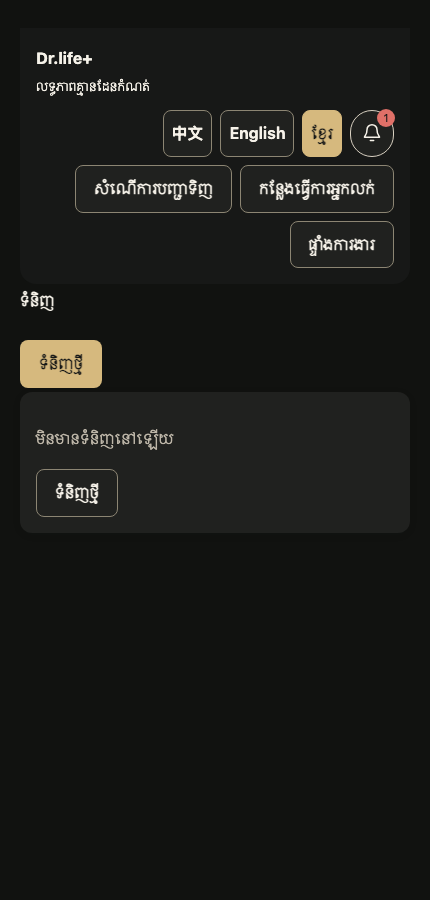 Dr.life+
លទ្ធភាពគ្មានដែនកំណត់
中文 English ខ្មែរ 1
សំណើការបញ្ជាទិញ កន្លែងធ្វើការអ្នកលក់
ផ្ទាំងការងារ
ទំនិញ
ទំនិញថ្មី
មិនមានទំនិញនៅឡើយ
ទំនិញថ្មី